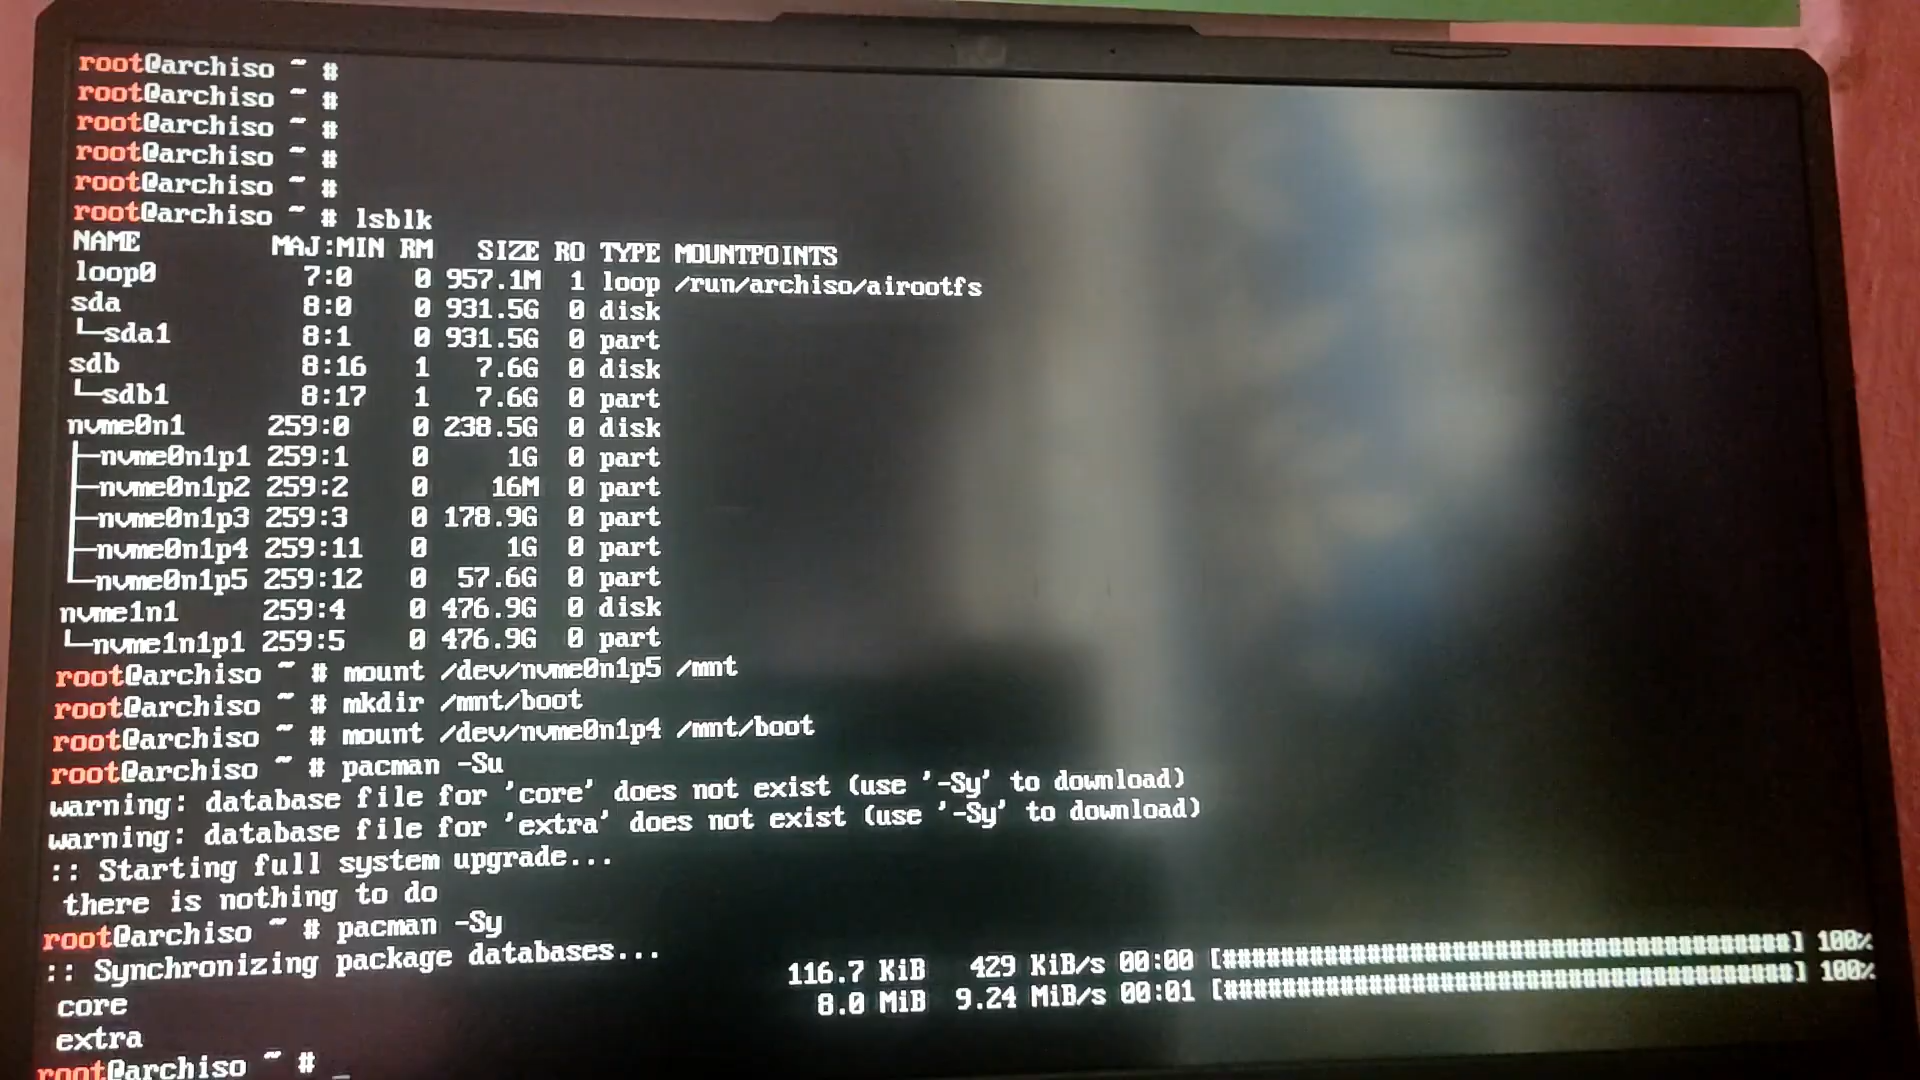 root@archiso ~ #
root@archiso ~ #
root@archiso ~ #
root@archiso ~ #
root@archiso ~ #
root@archiso ~ # lsblk
NAME MAJ:MIN RM SIZE RO TYPE MOUNTPOINTS
loop0 7:0 0 957.1M 1 loop /run/archiso/airootfs
sda 8:0 0 931.5G 0 disk
└─sda1 8:1 0 931.5G 0 part
sdb 8:16 1 7.6G 0 disk
└─sdb1 8:17 1 7.6G 0 part
nvme0n1 259:0 0 238.5G 0 disk
├─nvme0n1p1 259:1 0 1G 0 part
├─nvme0n1p2 259:2 0 16M 0 part
├─nvme0n1p3 259:3 0 178.9G 0 part
├─nvme0n1p4 259:11 0 1G 0 part
└─nvme0n1p5 259:12 0 57.6G 0 part
nvme1n1 259:4 0 476.9G 0 disk
└─nvme1n1p1 259:5 0 476.9G 0 part
root@archiso ~ # mount /dev/nvme0n1p5 /mnt
root@archiso ~ # mkdir /mnt/boot
root@archiso ~ # mount /dev/nvme0n1p4 /mnt/boot
root@archiso ~ # pacman -Su
warning: database file for 'core' does not exist (use '-Sy' to download)
warning: database file for 'extra' does not exist (use '-Sy' to download)
:: Starting full system upgrade...
there is nothing to do
root@archiso ~ # pacman -Sy
:: Synchronizing package databases...
core 116.7 KiB 429 KiB/s 00:00 [######################################] 100%
extra 8.0 MiB 9.24 MiB/s 00:01 [######################################] 100%
root@archiso ~ # _